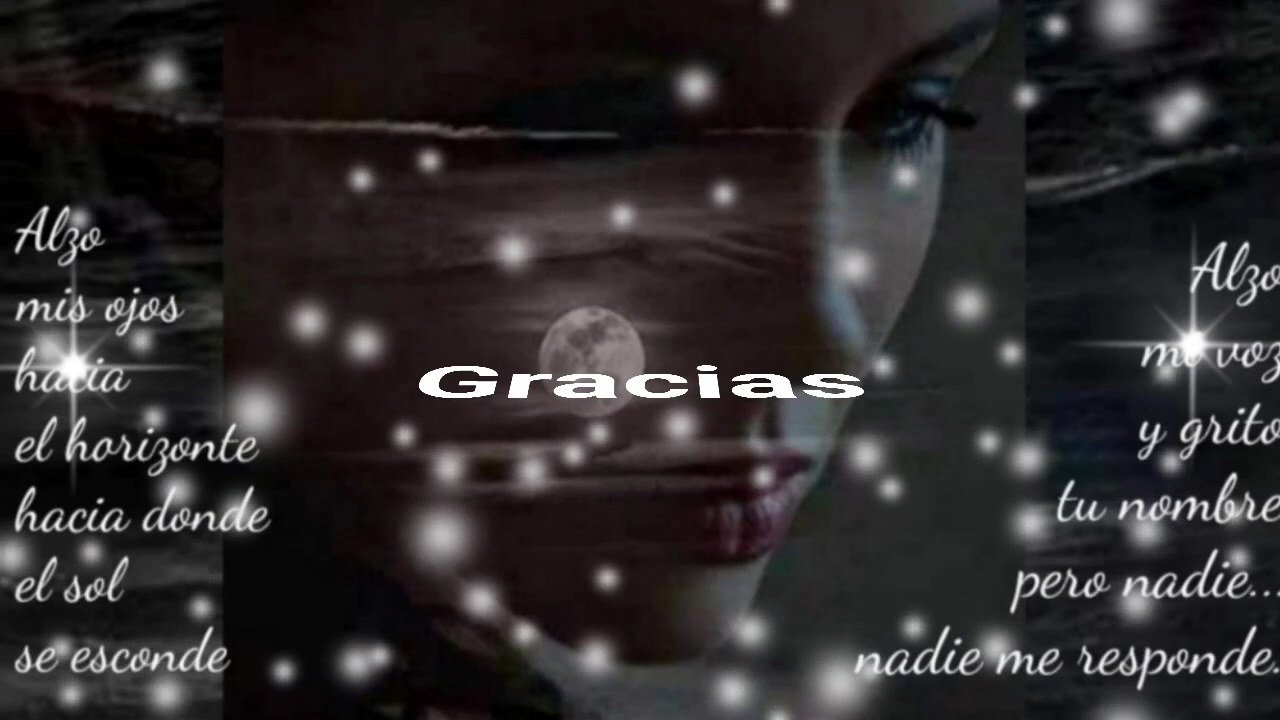 Alzo
mis ojos
hacia
el horizonte
hacia donde
el sol
se esconde
Gracias
Alzo
mi voz
y grito
tu nombre
pero nadie...
nadie me responde.